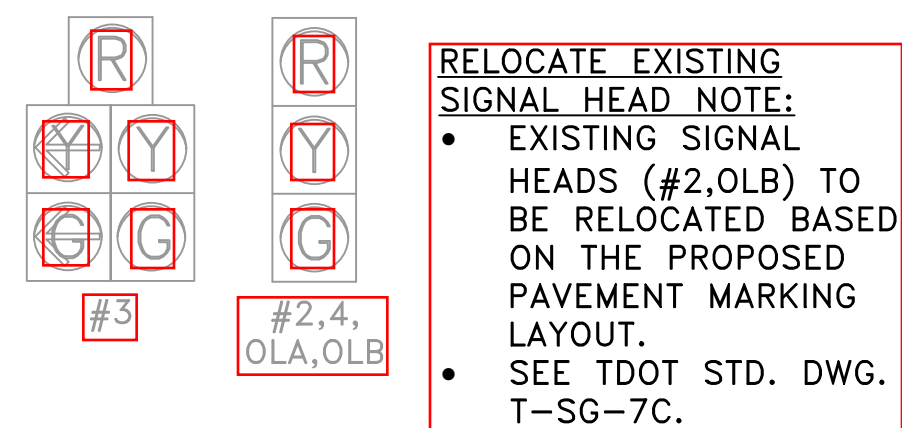 R
Y Y
G G
#3
R
Y
G
#2,4,
OLA,OLB
RELOCATE EXISTING
SIGNAL HEAD NOTE:
• EXISTING SIGNAL
HEADS (#2,OLB) TO
BE RELOCATED BASED
ON THE PROPOSED
PAVEMENT MARKING
LAYOUT.
• SEE TDOT STD. DWG.
T-SG-7C.